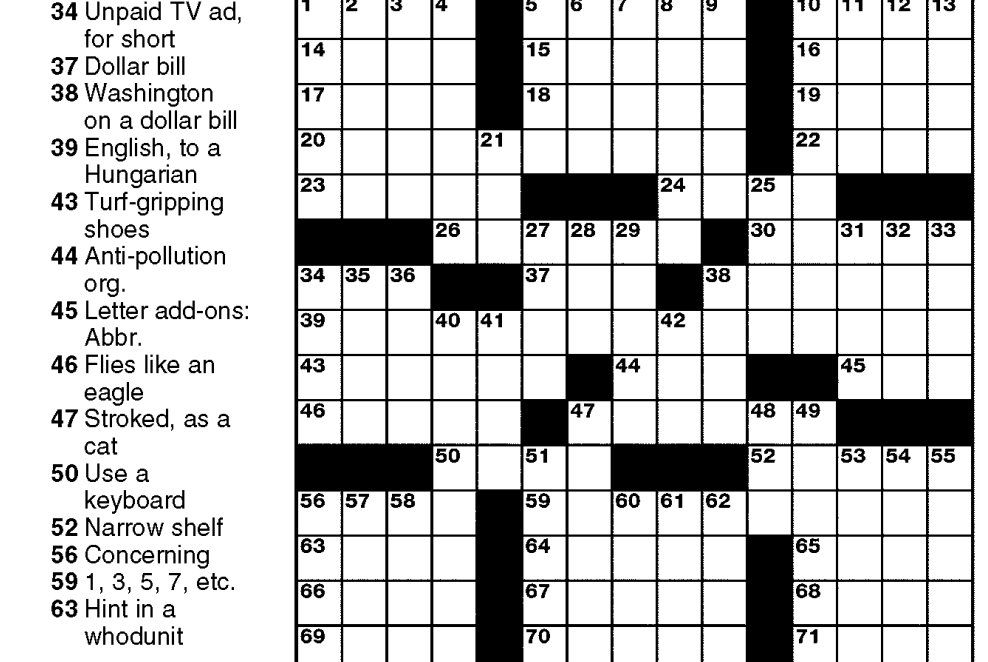 34 Unpaid TV ad,
for short
37 Dollar bill
38 Washington
on a dollar bill
39 English, to a
Hungarian
43 Turf-gripping
shoes
44 Anti-pollution
org.
45 Letter add-ons:
Abbr.
46 Flies like an
eagle
47 Stroked, as a
cat
50 Use a
keyboard
52 Narrow shelf
56 Concerning
59 1, 3, 5, 7, etc.
63 Hint in a
whodunit
1 2 3 4 5 6 7 8 9 10 11 12 13
14 15 16
17 18 19
20 21 22
23 24 25
26 27 28 29 30 31 32 33
34 35 36 37 38
39 40 41 42
43 44 45
46 47 48 49
50 51 52 53 54 55
56 57 58 59 60 61 62
63 64 65
66 67 68
69 70 71